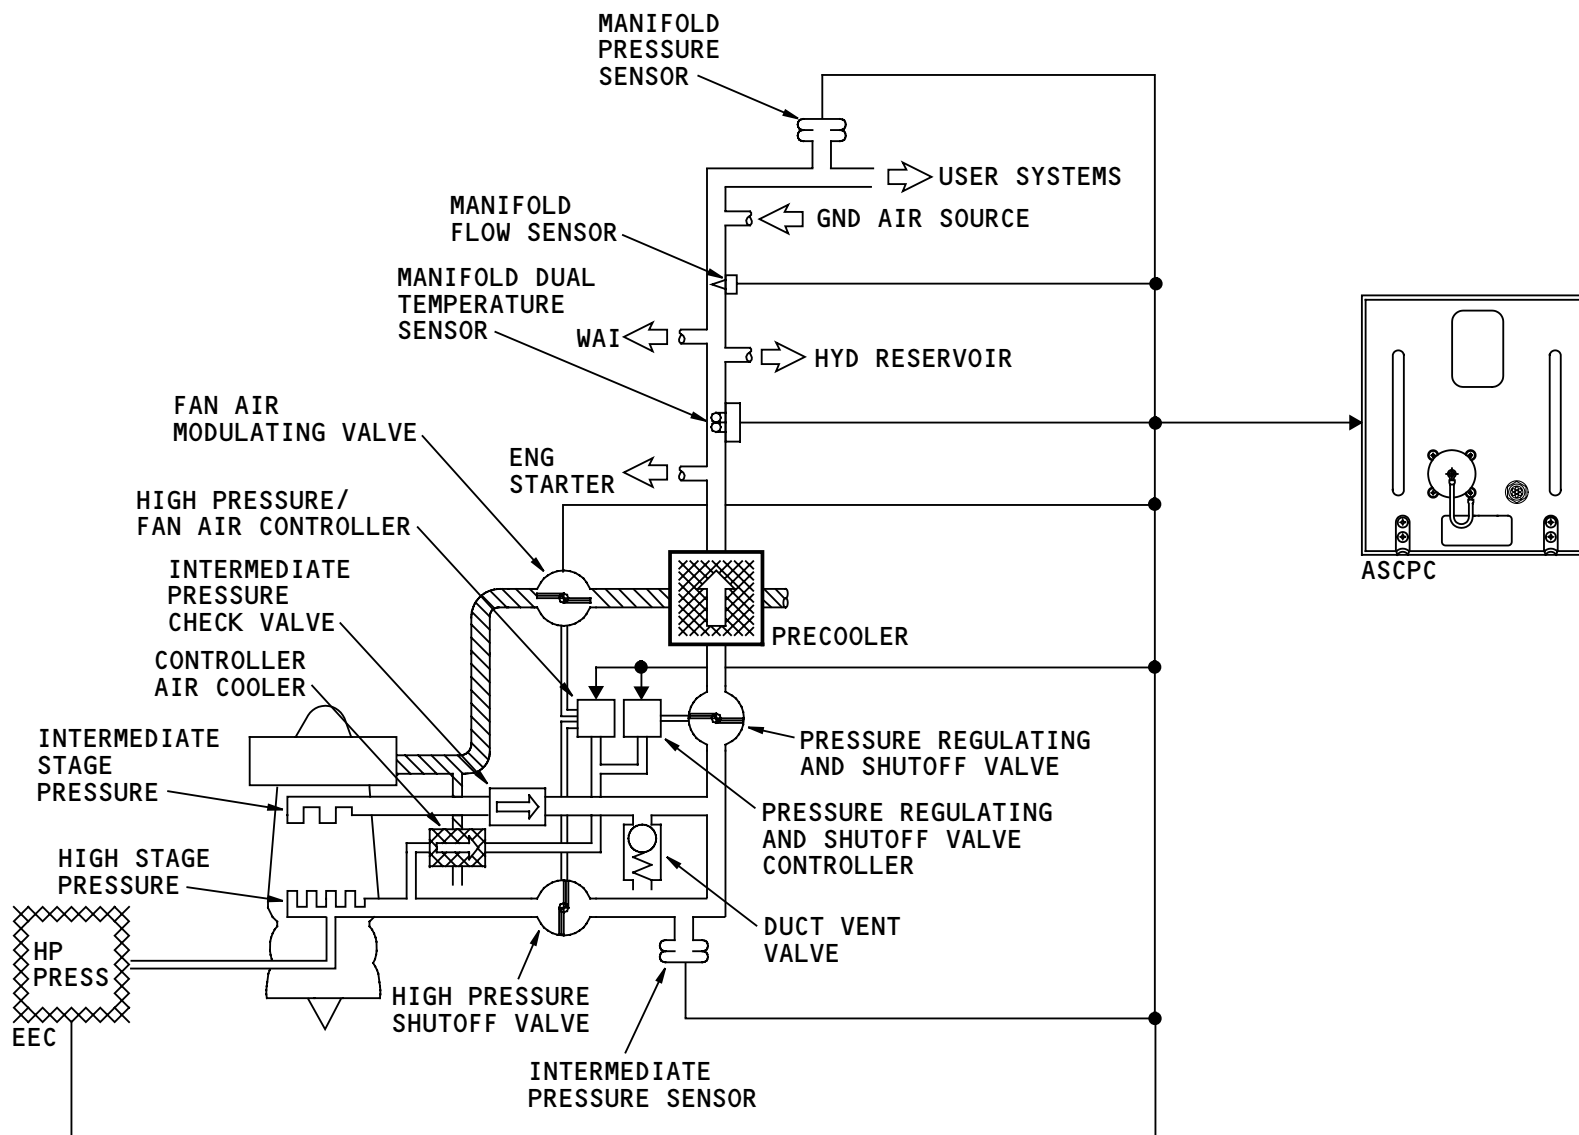 MANIFOLD
PRESSURE
SENSOR
USER SYSTEMS
MANIFOLD
FLOW SENSOR
GND AIR SOURCE
MANIFOLD DUAL
TEMPERATURE
SENSOR
WAI
HYD RESERVOIR
FAN AIR
MODULATING VALVE
ENG
STARTER
HIGH PRESSURE/
FAN AIR CONTROLLER
INTERMEDIATE
PRESSURE
CHECK VALVE
ASCPC
PRECOOLER
CONTROLLER
AIR COOLER
INTERMEDIATE
STAGE
PRESSURE
PRESSURE REGULATING
AND SHUTOFF VALVE
PRESSURE REGULATING
AND SHUTOFF VALVE
CONTROLLER
HIGH STAGE
PRESSURE
DUCT VENT
VALVE
HP
PRESS
EEC
HIGH PRESSURE
SHUTOFF VALVE
INTERMEDIATE
PRESSURE SENSOR